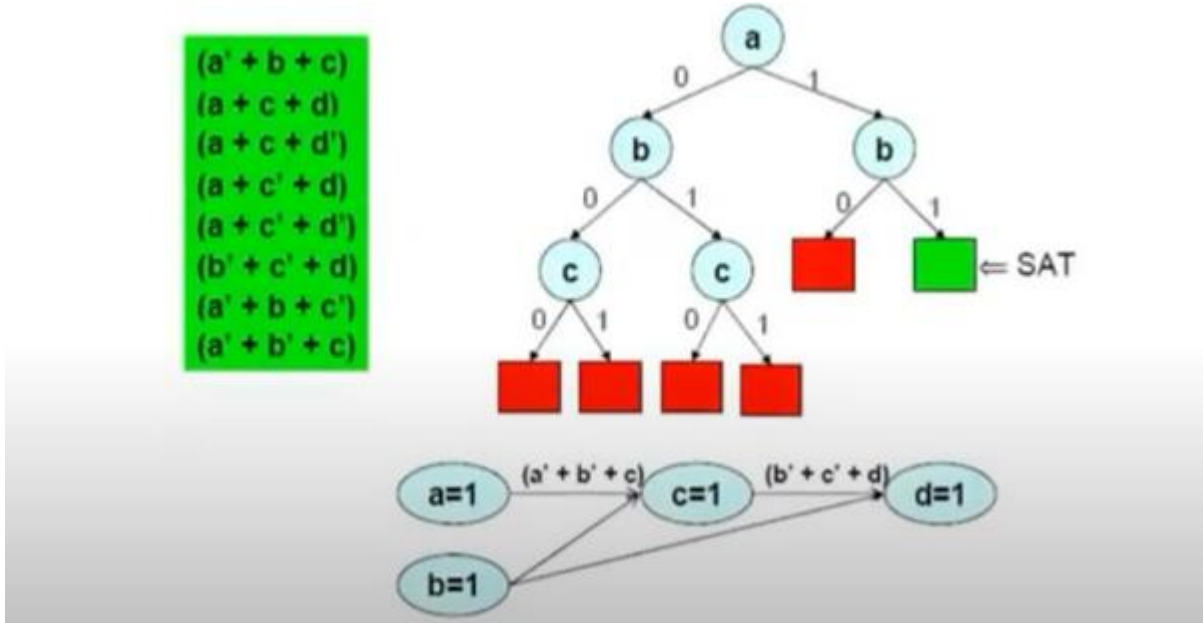 (a' + b + c)
(a + c + d)
(a + c + d')
(a + c' + d)
(a + c' + d')
(b' + c' + d)
(a' + b + c')
(a' + b' + c)
a
0 1
b b
0 1 0 1
c c ⇐ SAT
0 1 0 1
(a' + b' + c) (b' + c' + d)
a=1 c=1 d=1
b=1